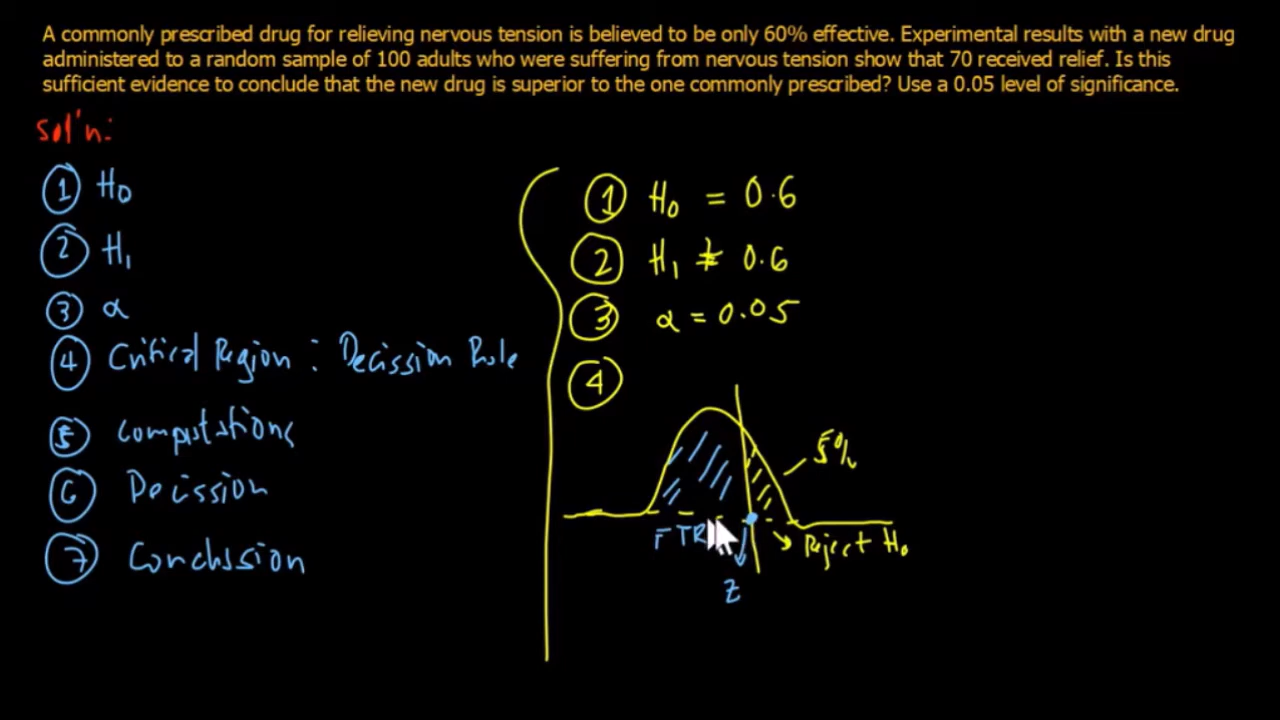 A commonly prescribed drug for relieving nervous tension is believed to be only 60% effective. Experimental results with a new drug
administered to a random sample of 100 adults who were suffering from nervous tension show that 70 received relief. Is this
sufficient evidence to conclude that the new drug is superior to the one commonly prescribed? Use a 0.05 level of significance.
Sol'n:
① H₀
② H₁
③ α
④ Critical Region : Decission Rule
⑤ Computations
⑥ Decission
⑦ Conclusion
① H₀ = 0.6
② H₁ ≠ 0.6
③ α = 0.05
④
5%
FTR
Reject H₀
Z